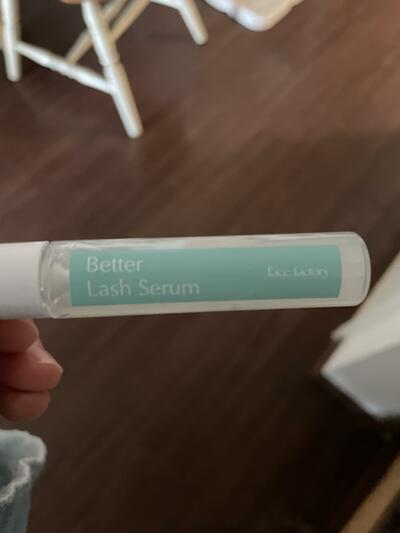 Better
Lash Serum
face factory